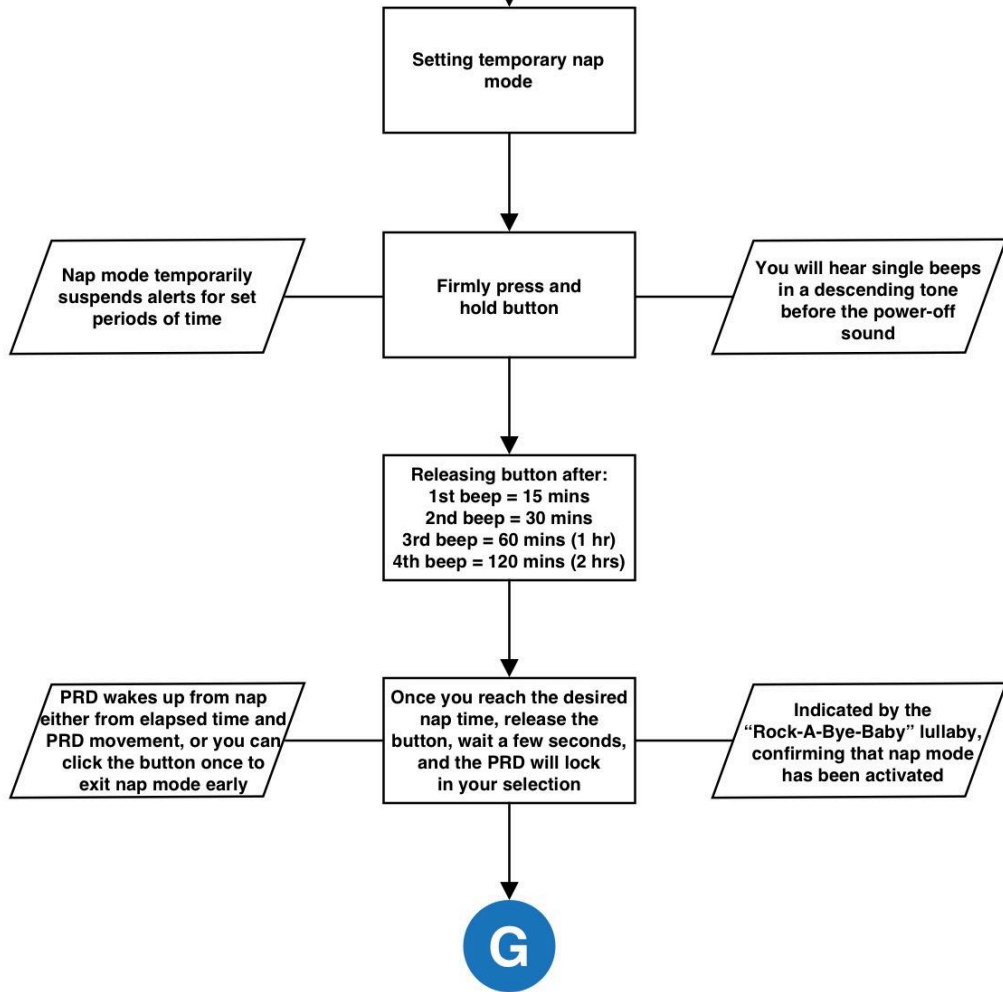 Setting temporary nap
mode
Nap mode temporarily
suspends alerts for set
periods of time
Firmly press and
hold button
You will hear single beeps
in a descending tone
before the power-off
sound
Releasing button after:
1st beep = 15 mins
2nd beep = 30 mins
3rd beep = 60 mins (1 hr)
4th beep = 120 mins (2 hrs)
PRD wakes up from nap
either from elapsed time and
PRD movement, or you can
click the button once to
exit nap mode early
Once you reach the desired
nap time, release the
button, wait a few seconds,
and the PRD will lock
in your selection
Indicated by the
“Rock-A-Bye-Baby” lullaby,
confirming that nap mode
has been activated
G